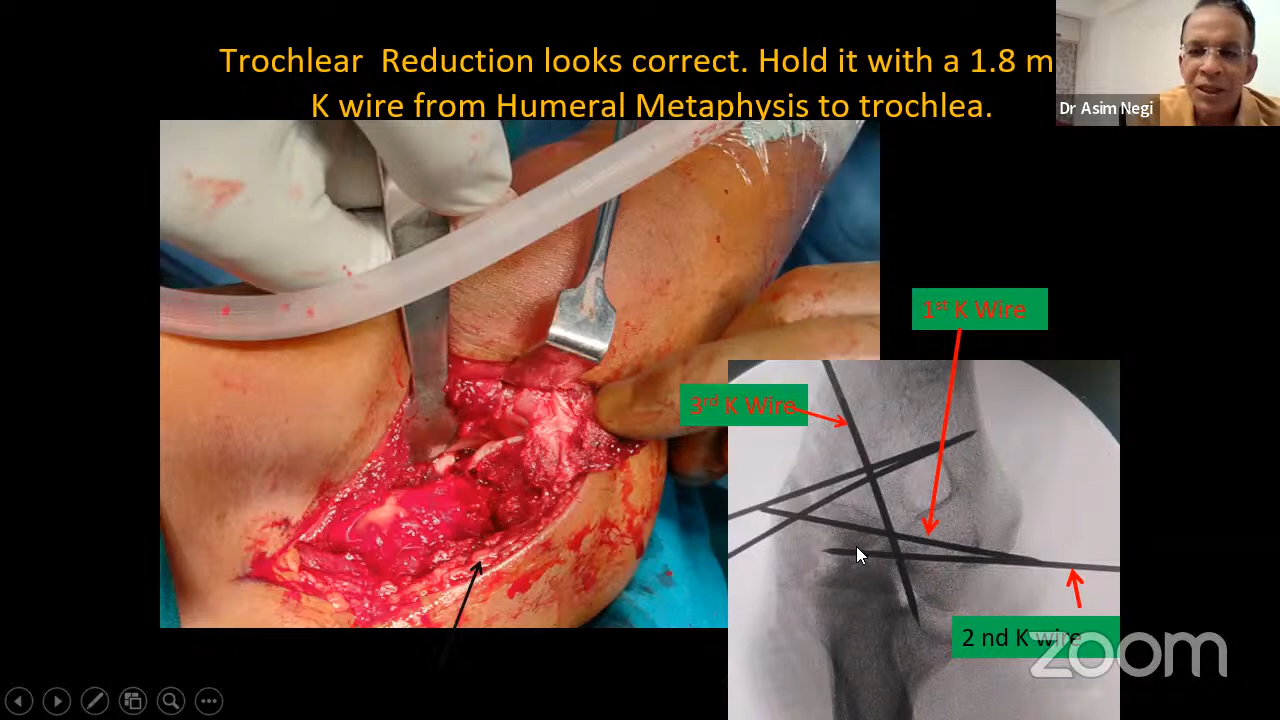 Trochlear Reduction looks correct. Hold it with a 1.8 m
K wire from Humeral Metaphysis to trochlea.
Dr Asim Negi
1st K Wire
3rd K Wire
2 nd K wire
zoom